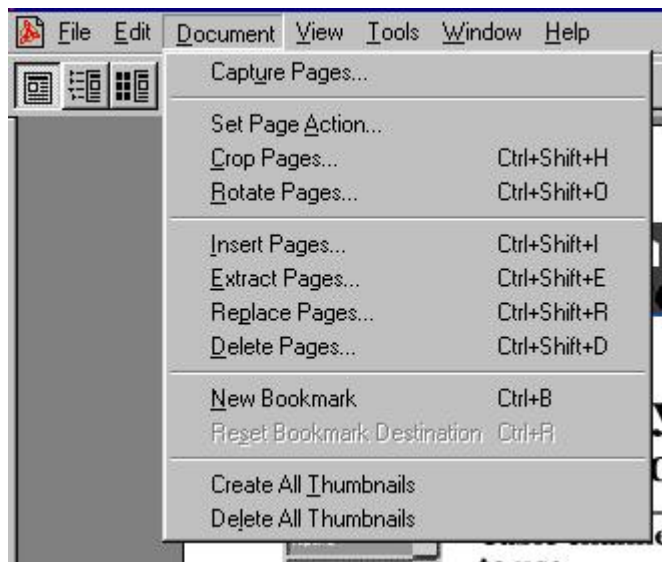 File Edit Document View Tools Window Help
Capture Pages...
Set Page Action...
Crop Pages... Ctrl+Shift+H
Rotate Pages... Ctrl+Shift+O
Insert Pages... Ctrl+Shift+I
Extract Pages... Ctrl+Shift+E
Replace Pages... Ctrl+Shift+R
Delete Pages... Ctrl+Shift+D
New Bookmark Ctrl+B
Reset Bookmark Destination Ctrl+R
Create All Thumbnails
Delete All Thumbnails